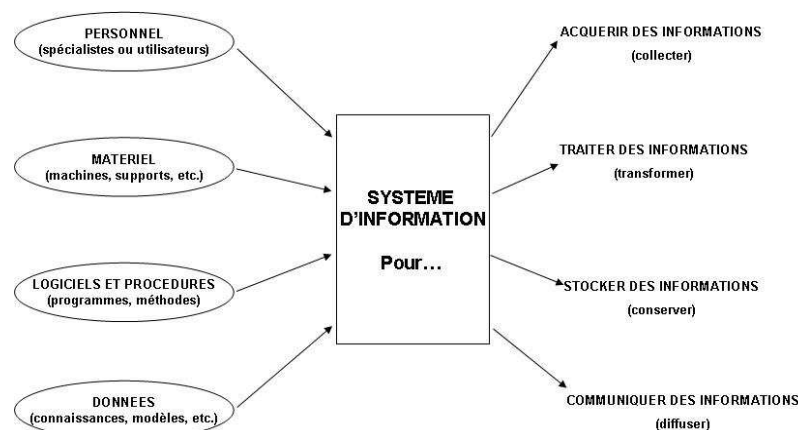 PERSONNEL
(spécialistes ou utilisateurs)
MATERIEL
(machines, supports, etc.)
LOGICIELS ET PROCEDURES
(programmes, méthodes)
DONNEES
(connaissances, modèles, etc.)
SYSTEME
D'INFORMATION
Pour...
ACQUERIR DES INFORMATIONS
(collecter)
TRAITER DES INFORMATIONS
(transformer)
STOCKER DES INFORMATIONS
(conserver)
COMMUNIQUER DES INFORMATIONS
(diffuser)